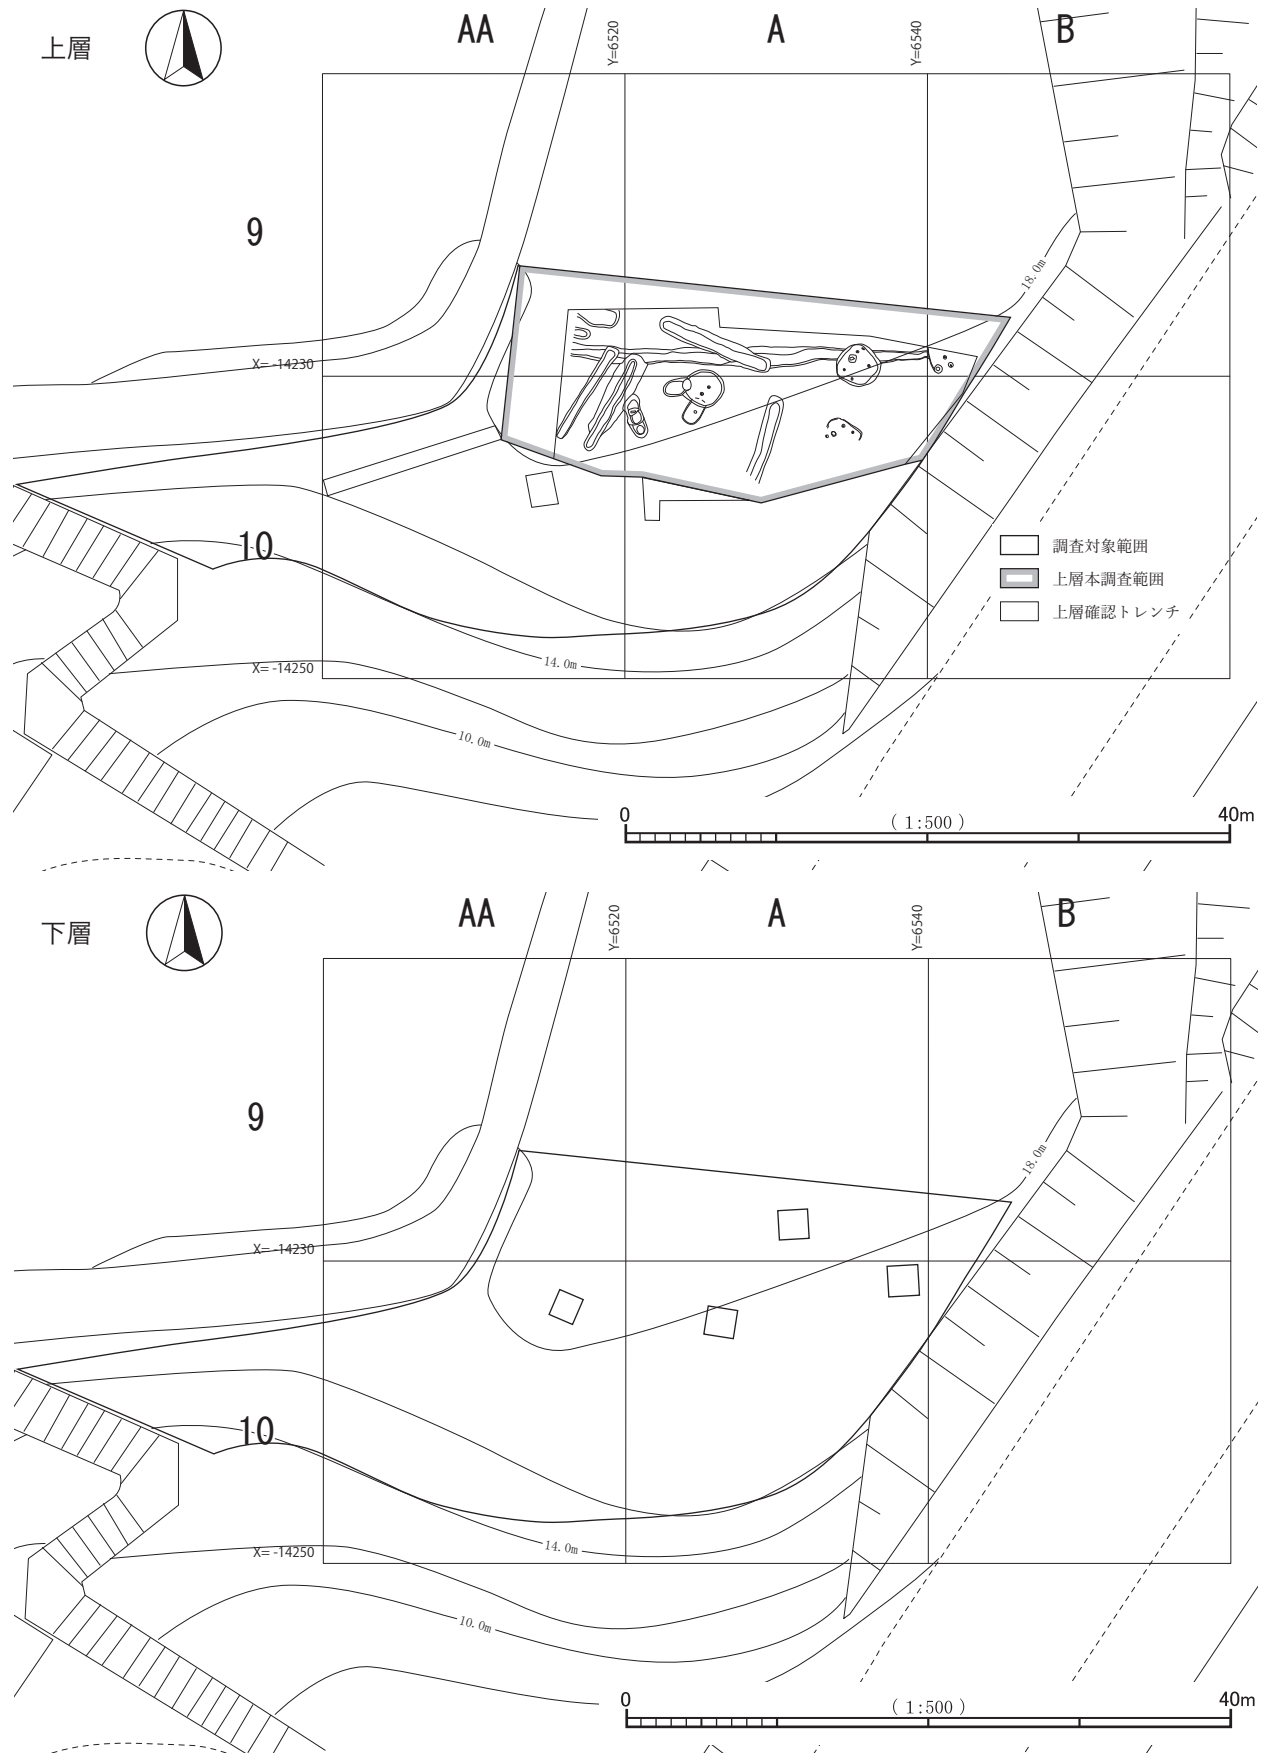 上層
AA
Y=6520
A
Y=6540
B
9
18.0m
X= -14230
10
調査対象範囲
上層本調査範囲
上層確認トレンチ
14.0m
X= -14250
10.0m
0
(1:500)
40m
下層
AA
Y=6520
A
Y=6540
B
9
18.0m
X= -14230
10
14.0m
X= -14250
10.0m
0
(1:500)
40m